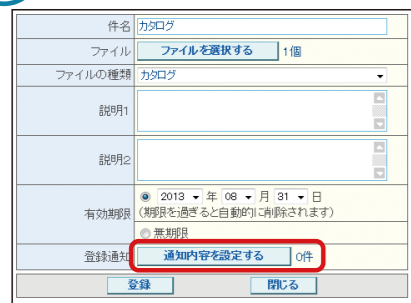 件名 カタログ
ファイル ファイルを選択する 1個
ファイルの種類 カタログ
説明1
説明2
有効期限 2013 年 08 月 31 日
(期限を過ぎると自動的に削除されます)
無期限
登録通知 通知内容を設定する 0件
登録 閉じる